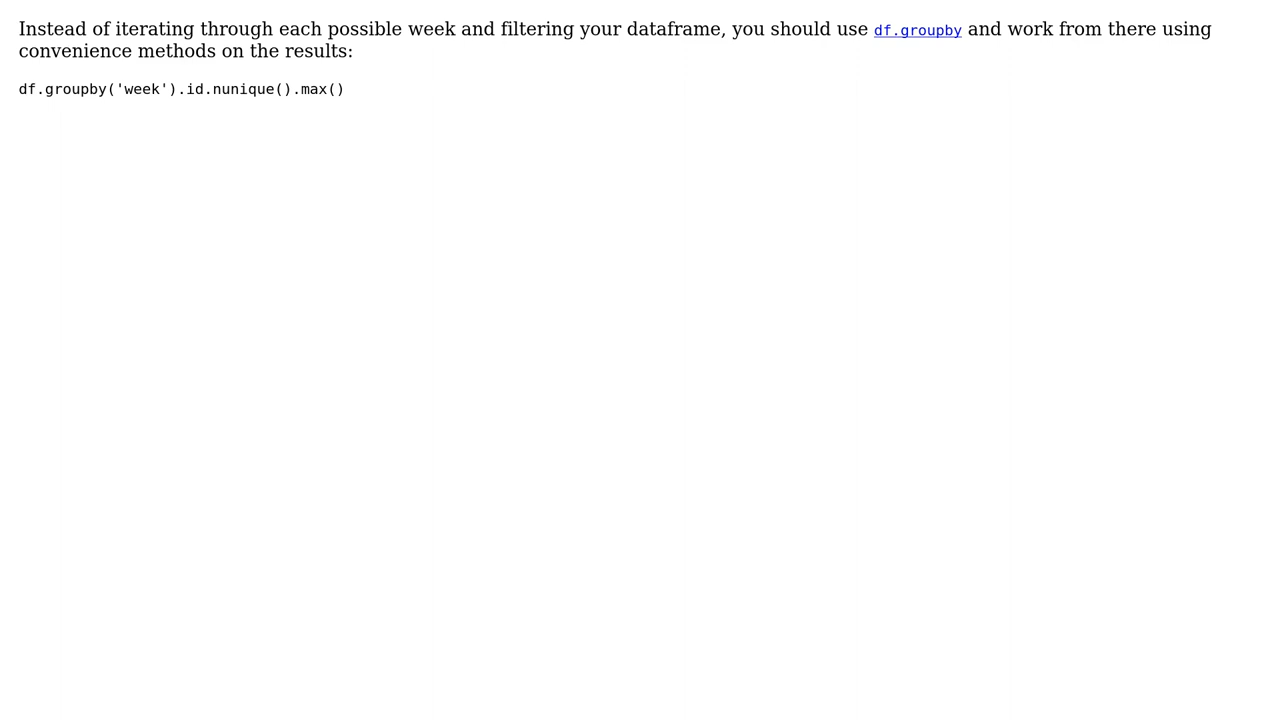 Instead of iterating through each possible week and filtering your dataframe, you should use df.groupby and work from there using
convenience methods on the results:
df.groupby('week').id.nunique().max()